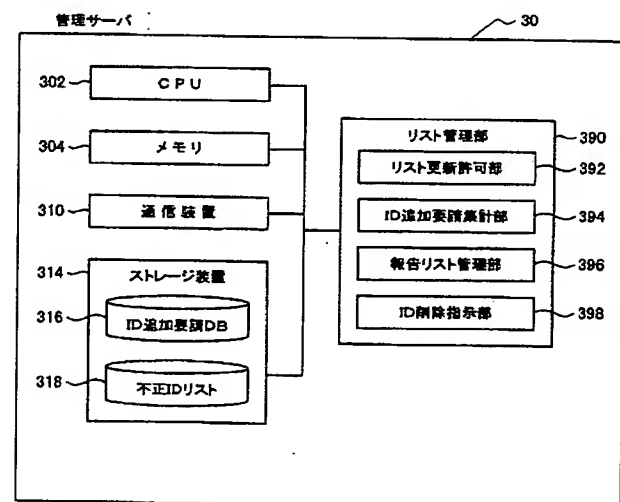 管理サーバ
30
302
CPU
304
メモリ
310
通信装置
314
ストレージ装置
316
ID追加要請DB
318
不正IDリスト
リスト管理部
390
リスト更新許可部
392
ID追加要請集計部
394
報告リスト管理部
396
ID削除指示部
398